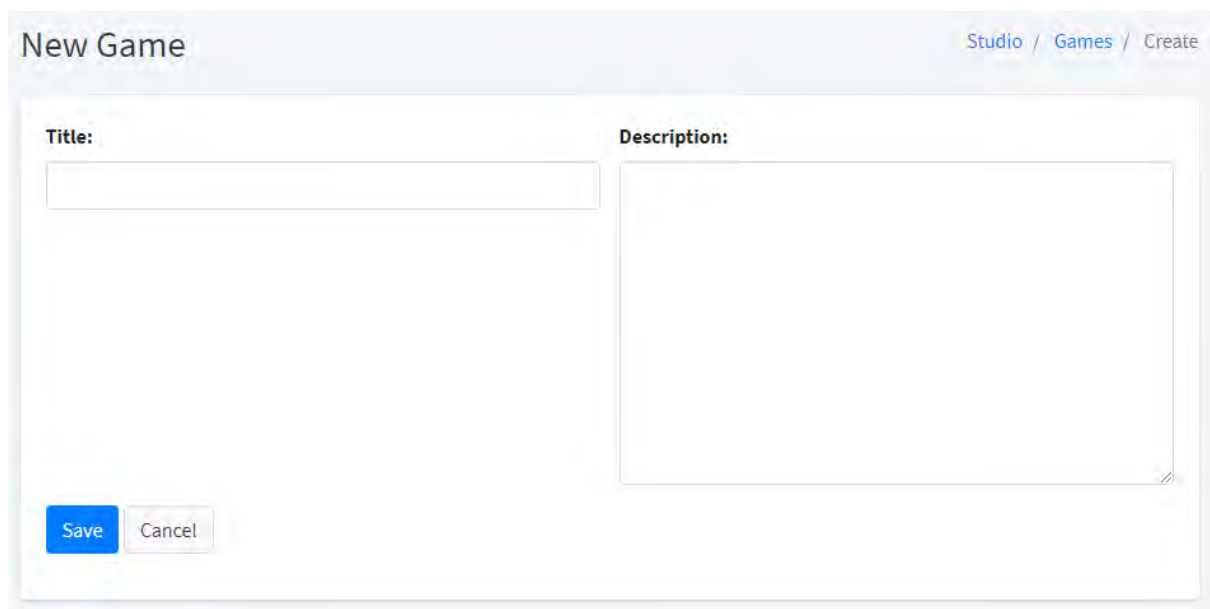 New Game
Studio / Games / Create
Title:
Description:
Save
Cancel